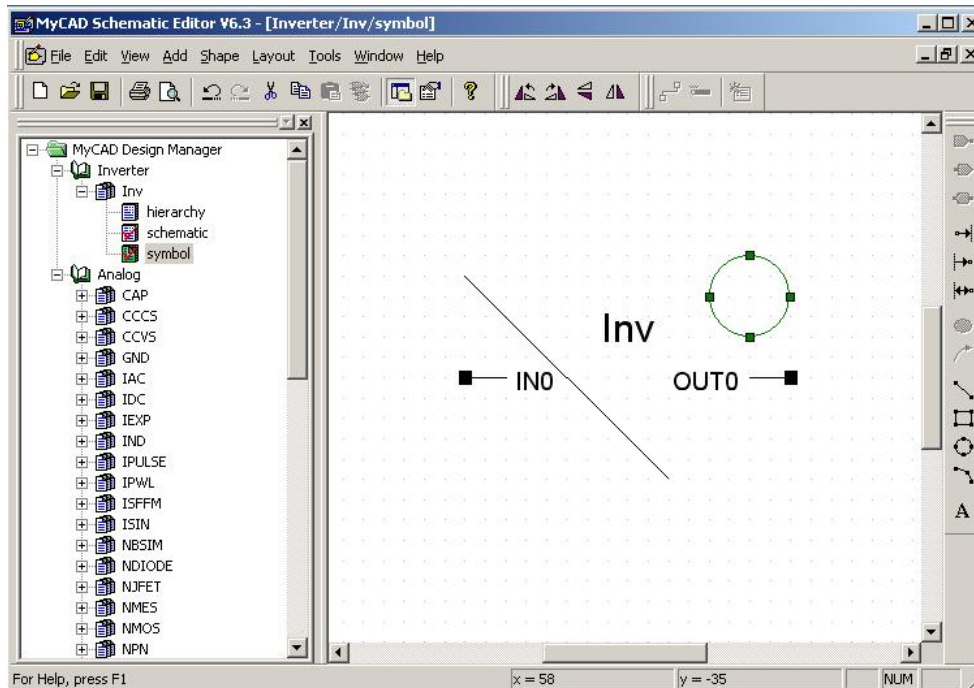 MyCAD Schematic Editor V6.3 - [Inverter/Inv/symbol]
File Edit View Add Shape Layout Tools Window Help
MyCAD Design Manager
Inverter
Inv
hierarchy
schematic
symbol
Analog
CAP
CCCS
CCVS
GND
IAC
IDC
IEXP
IND
IPULSE
IPWL
ISFFM
ISIN
NBSIM
NDIODE
NJFET
NMES
NMOS
NPN
Inv
IN0 OUT0
A
For Help, press F1 x = 58 y = -35 NUM